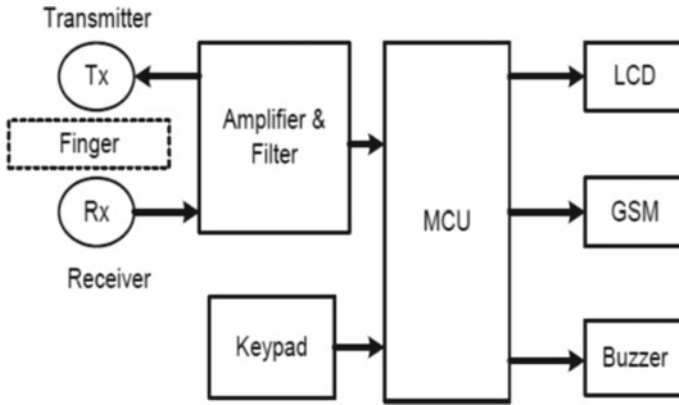 Transmitter
Tx
Finger
Rx
Receiver
Amplifier &
Filter
Keypad
MCU
LCD
GSM
Buzzer